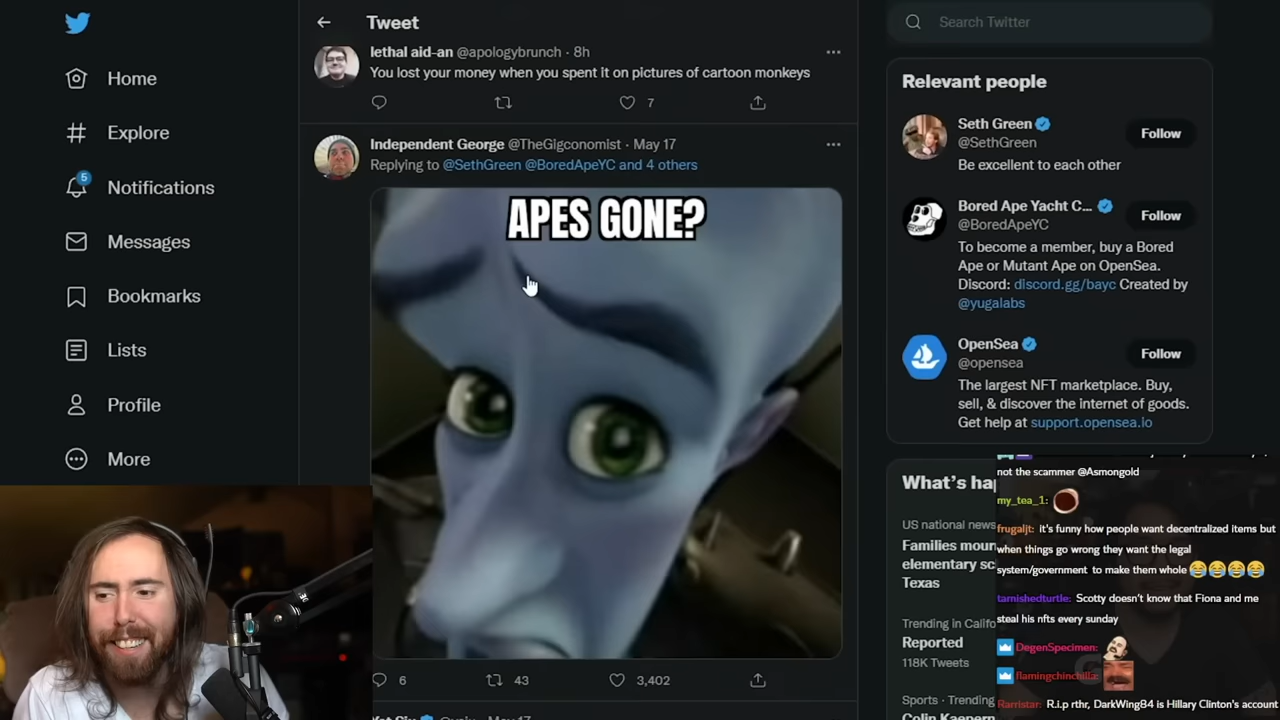 Home
Explore
5
Notifications
Messages
Bookmarks
Lists
Profile
More
Tweet
lethal aid-an @apologybrunch · 8h
You lost your money when you spent it on pictures of cartoon monkeys
7
Independent George @TheGigconomist · May 17
Replying to @SethGreen @BoredApeYC and 4 others
APES GONE?
6
43
3,402
Search Twitter
Relevant people
Seth Green
@SethGreen
Follow
Be excellent to each other
Bored Ape Yacht C...
@BoredApeYC
Follow
To become a member, buy a Bored
Ape or Mutant Ape on OpenSea.
Discord: discord.gg/bayc Created by
@yugalabs
OpenSea
@opensea
Follow
The largest NFT marketplace. Buy,
sell, & discover the internet of goods.
Get help at support.opensea.io
What's ha
US national news
Families mour
elementary sc
Texas
Trending in Califo
Reported
118K Tweets
Sports · Trending
not the scammer @Asmongold
my_tea_1:
frugaljt: it's funny how people want decentralized items but
when things go wrong they want the legal
system/government to make them whole 😂😂😂😂
tarnishedturtle: Scotty doesn't know that Fiona and me
steal his nfts every sunday
DegenSpecimen:
flamingchinchilla:
Rarristar: R.i.p rthr, DarkWing84 is Hillary Clinton's account